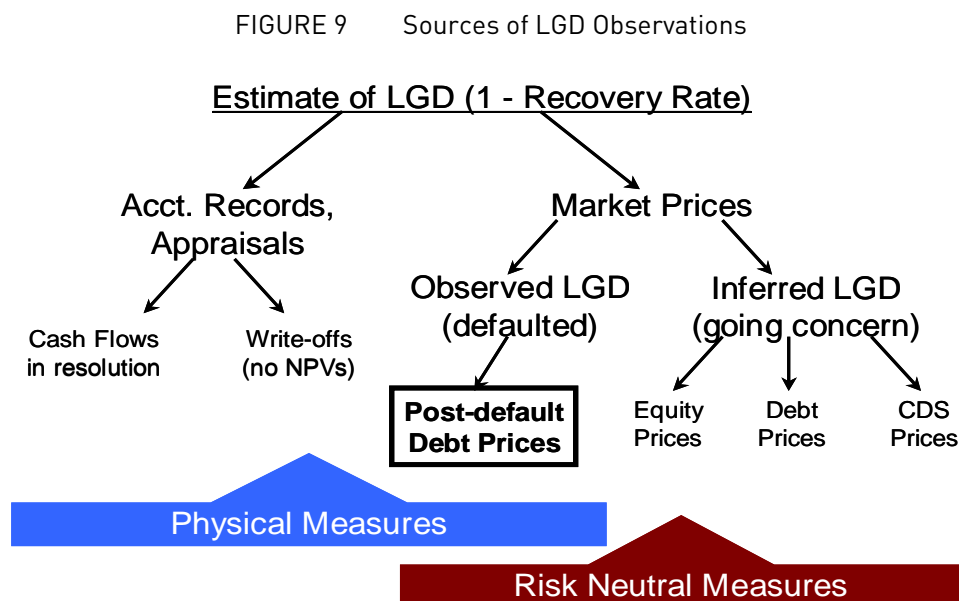 FIGURE 9 Sources of LGD Observations
Estimate of LGD (1 - Recovery Rate)
Acct. Records,
Appraisals
Market Prices
Cash Flows
in resolution
Write-offs
(no NPVs)
Observed LGD
(defaulted)
Inferred LGD
(going concern)
Post-default
Debt Prices
Equity
Prices
Debt
Prices
CDS
Prices
Physical Measures
Risk Neutral Measures